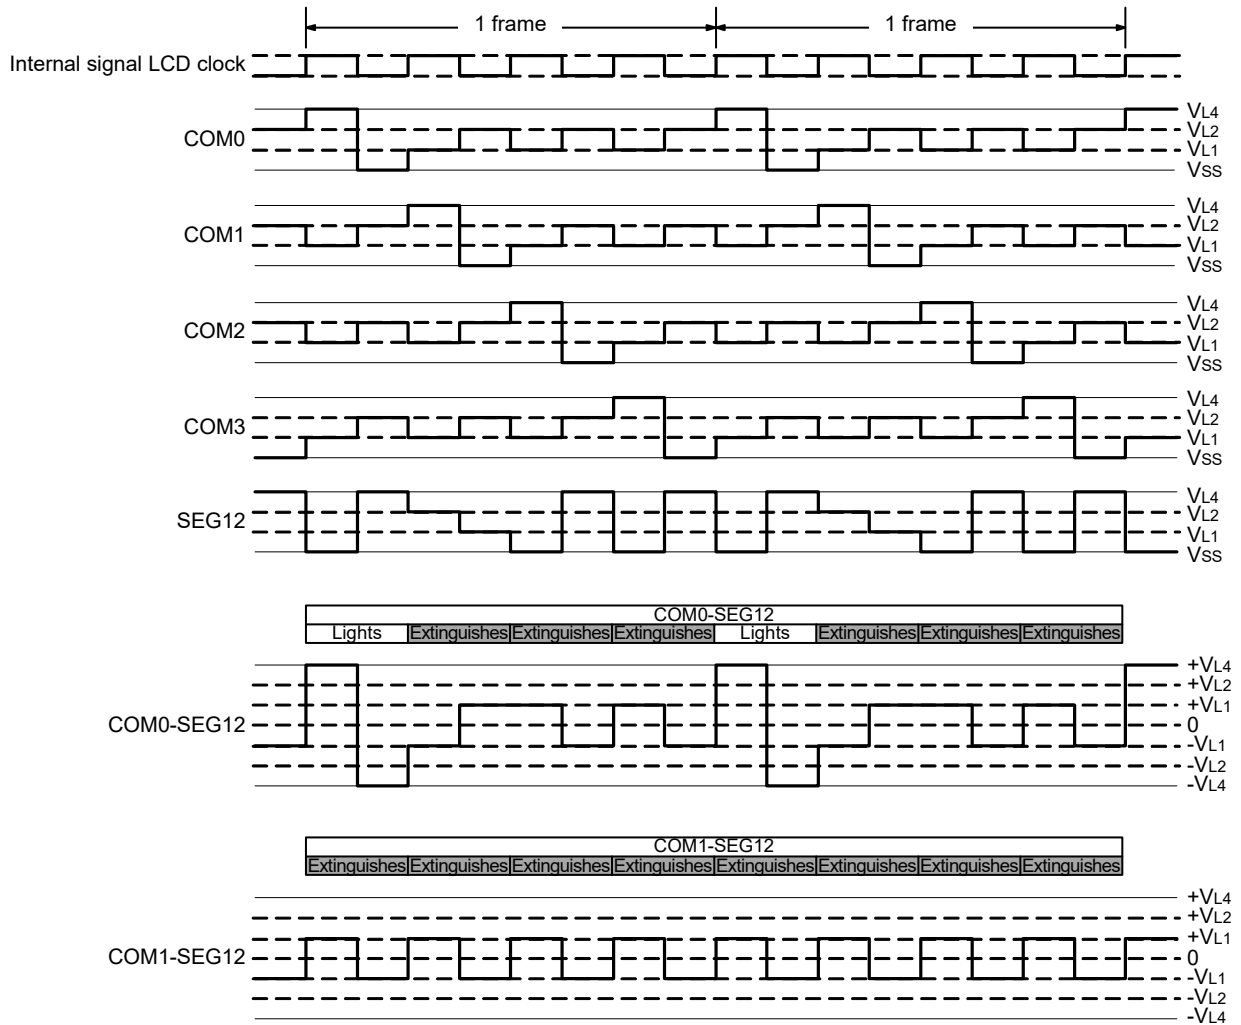 1 frame 1 frame
Internal signal LCD clock
COM0
VL4
VL2
VL1
VSS
COM1
VL4
VL2
VL1
VSS
COM2
VL4
VL2
VL1
VSS
COM3
VL4
VL2
VL1
VSS
SEG12
VL4
VL2
VL1
VSS
COM0-SEG12
Lights Extinguishes Extinguishes Extinguishes Lights Extinguishes Extinguishes Extinguishes
COM0-SEG12
+VL4
+VL2
+VL1
0
-VL1
-VL2
-VL4
COM1-SEG12
Extinguishes Extinguishes Extinguishes Extinguishes Extinguishes Extinguishes Extinguishes Extinguishes
COM1-SEG12
+VL4
+VL2
+VL1
0
-VL1
-VL2
-VL4